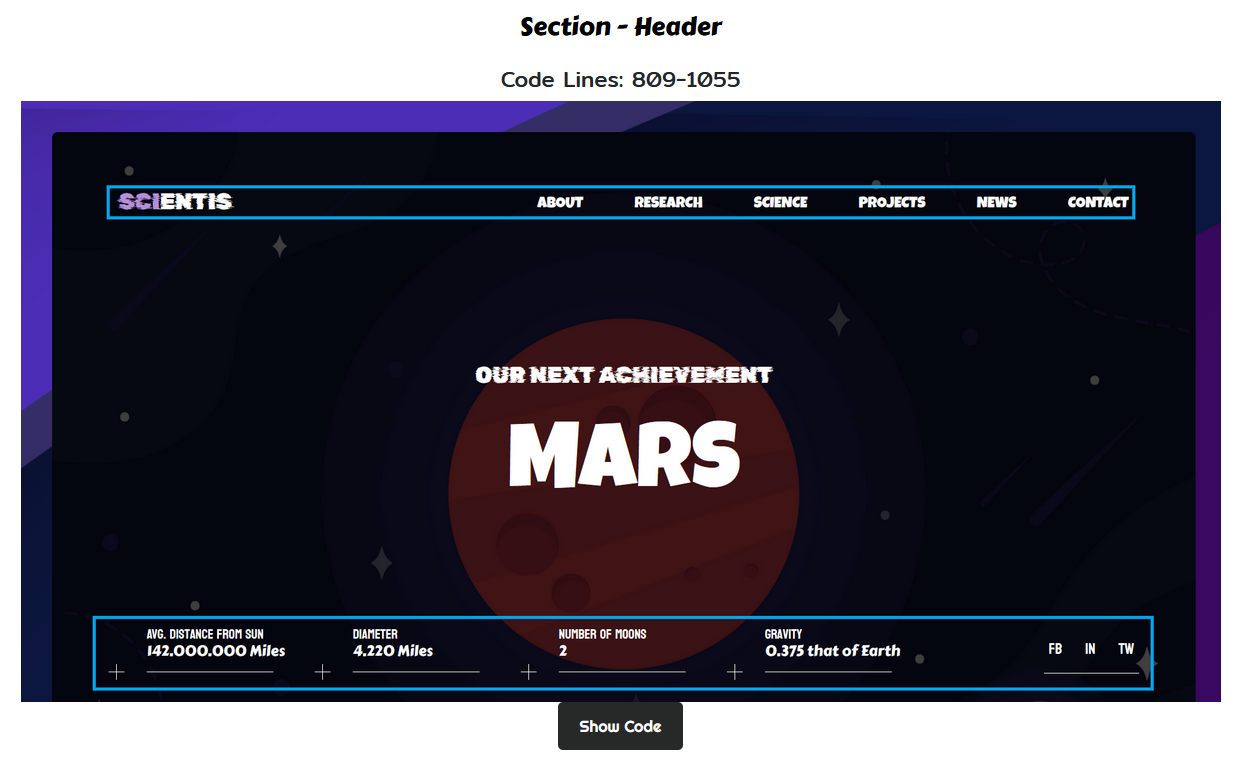 Section - Header
Code Lines: 809-1055
SCIENTIS ABOUT RESEARCH SCIENCE PROJECTS NEWS CONTACT
OUR NEXT ACHIEVEMENT
MARS
AVG. DISTANCE FROM SUN DIAMETER NUMBER OF MOONS GRAVITY
142.000.000 Miles 4.220 Miles 2 0.375 that of Earth FB IN TW
Show Code